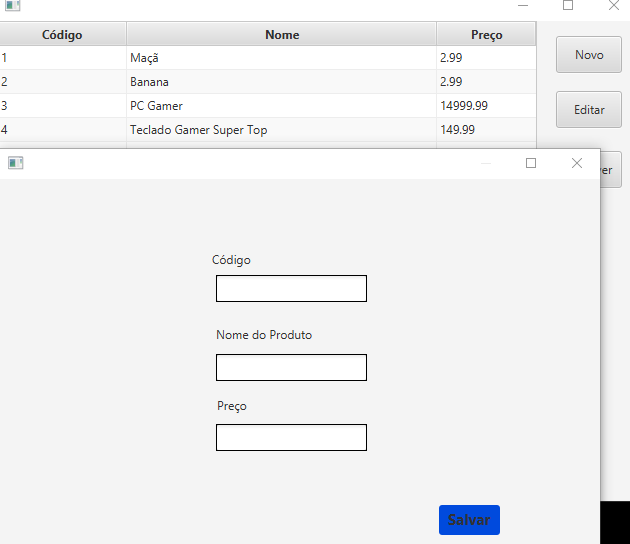 Código Nome Preço
1 Maçã 2.99
2 Banana 2.99
3 PC Gamer 14999.99
4 Teclado Gamer Super Top 149.99
Novo
Editar
Código
Nome do Produto
Preço
Salvar